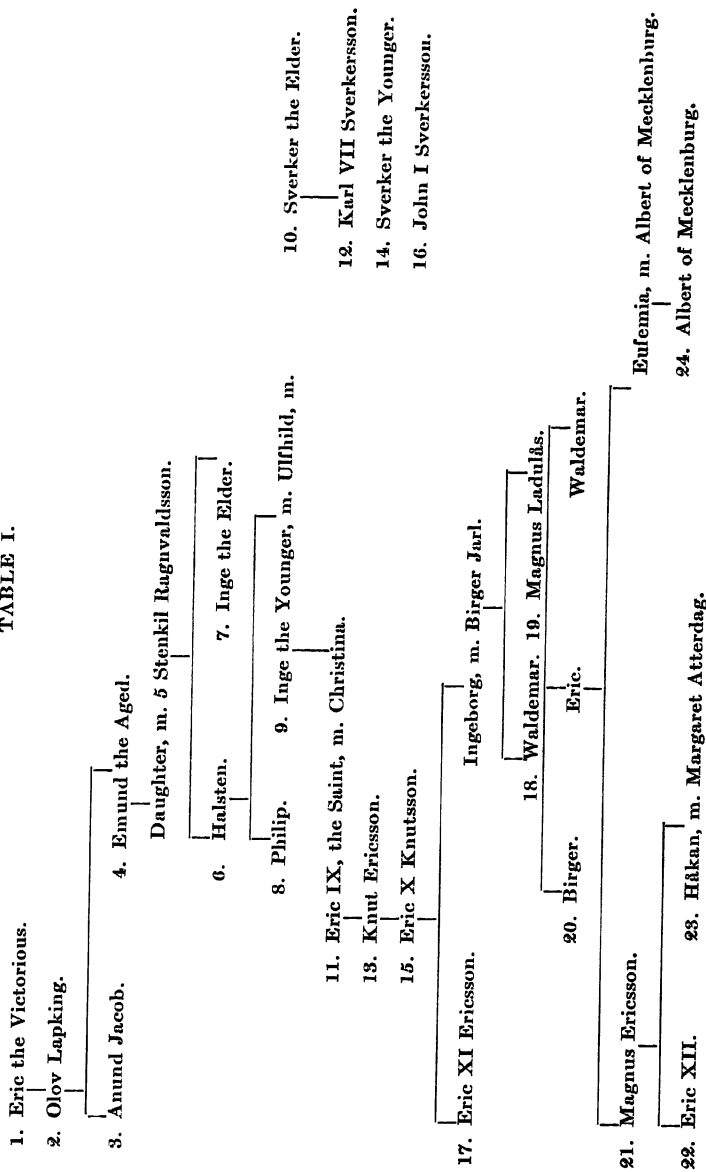 TABLE I.
1. Eric the Victorious.
2. Olov Lapking.
3. Anund Jacob. 4. Emund the Aged.
Daughter, m. 5 Stenkil Ragnvaldsson.
6. Halsten. 7. Inge the Elder.
8. Philip. 9. Inge the Younger, m. Ulfhild, m. 10. Sverker the Elder.
11. Eric IX, the Saint, m. Christina. 12. Karl VII Sverkersson.
13. Knut Ericsson. 14. Sverker the Younger.
15. Eric X Knutsson. 16. John I Sverkersson.
17. Eric XI Ericsson. Ingeborg, m. Birger Jarl.
18. Waldemar. 19. Magnus Ladulås.
20. Birger. Eric. Waldemar.
21. Magnus Ericsson. Eufemia, m. Albert of Mecklenburg.
22. Eric XII. 23. Håkan, m. Margaret Atterdag. 24. Albert of Mecklenburg.